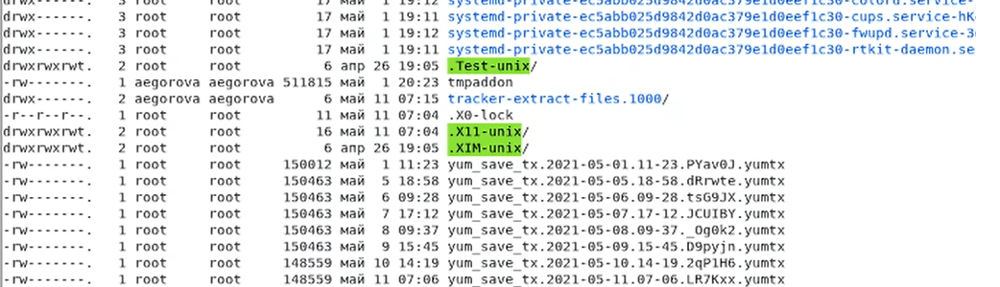 drwx------. 3 root root 17 май 1 19:12 systemd-private-ec5abb025d9842d0ac379e1d0eef1c30-colord.service-
drwx------. 3 root root 17 май 1 19:11 systemd-private-ec5abb025d9842d0ac379e1d0eef1c30-cups.service-hK
drwx------. 3 root root 17 май 1 19:12 systemd-private-ec5abb025d9842d0ac379e1d0eef1c30-fwupd.service-3
drwx------. 3 root root 17 май 1 19:11 systemd-private-ec5abb025d9842d0ac379e1d0eef1c30-rtkit-daemon.se
drwxrwxrwt. 2 root root 6 апр 26 19:05 .Test-unix/
-rw-------. 1 aegorova aegorova 511815 май 1 20:23 tmpaddon
drwx------. 2 aegorova aegorova 6 май 11 07:15 tracker-extract-files.1000/
-r--r--r--. 1 root root 11 май 11 07:04 .X0-lock
drwxrwxrwt. 2 root root 16 май 11 07:04 .X11-unix/
drwxrwxrwt. 2 root root 6 апр 26 19:05 .XIM-unix/
-rw-------. 1 root root 150012 май 1 11:23 yum_save_tx.2021-05-01.11-23.PYav0J.yumtx
-rw-------. 1 root root 150463 май 5 18:58 yum_save_tx.2021-05-05.18-58.dRrwte.yumtx
-rw-------. 1 root root 150463 май 6 09:28 yum_save_tx.2021-05-06.09-28.tsG9JX.yumtx
-rw-------. 1 root root 150463 май 7 17:12 yum_save_tx.2021-05-07.17-12.JCUIBY.yumtx
-rw-------. 1 root root 150463 май 8 09:37 yum_save_tx.2021-05-08.09-37._Og0k2.yumtx
-rw-------. 1 root root 150463 май 9 15:45 yum_save_tx.2021-05-09.15-45.D9pyjn.yumtx
-rw-------. 1 root root 148559 май 10 14:19 yum_save_tx.2021-05-10.14-19.2qP1H6.yumtx
-rw-------. 1 root root 148559 май 11 07:06 yum_save_tx.2021-05-11.07-06.LR7Kxx.yumtx